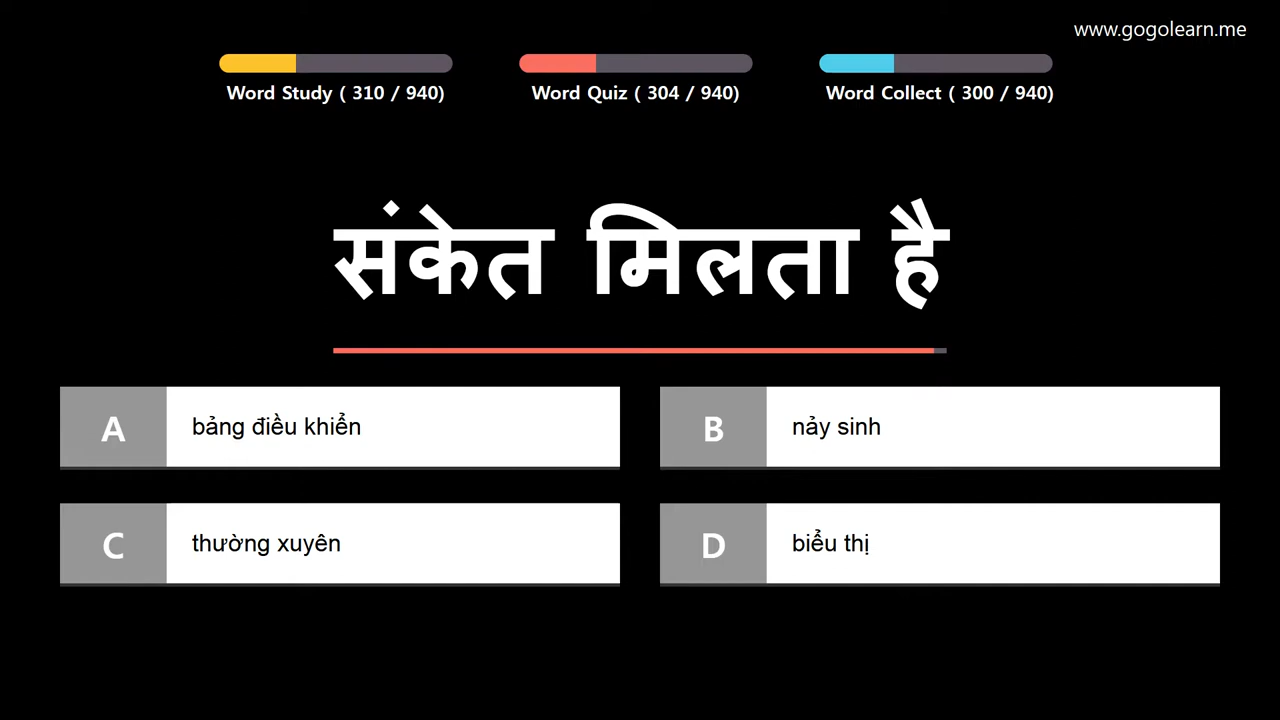 www.gogolearn.me
Word Study ( 310 / 940)
Word Quiz ( 304 / 940)
Word Collect ( 300 / 940)
संकेत मिलता है
A bảng điều khiển
B nảy sinh
C thường xuyên
D biểu thị